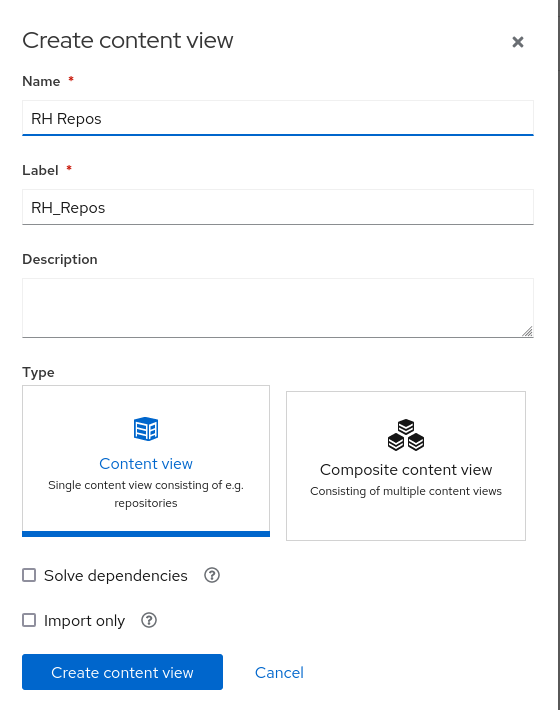 Create content view
Name *
RH Repos
Label *
RH_Repos
Description
Type
Content view
Single content view consisting of e.g.
repositories
Composite content view
Consisting of multiple content views
Solve dependencies
Import only
Create content view
Cancel